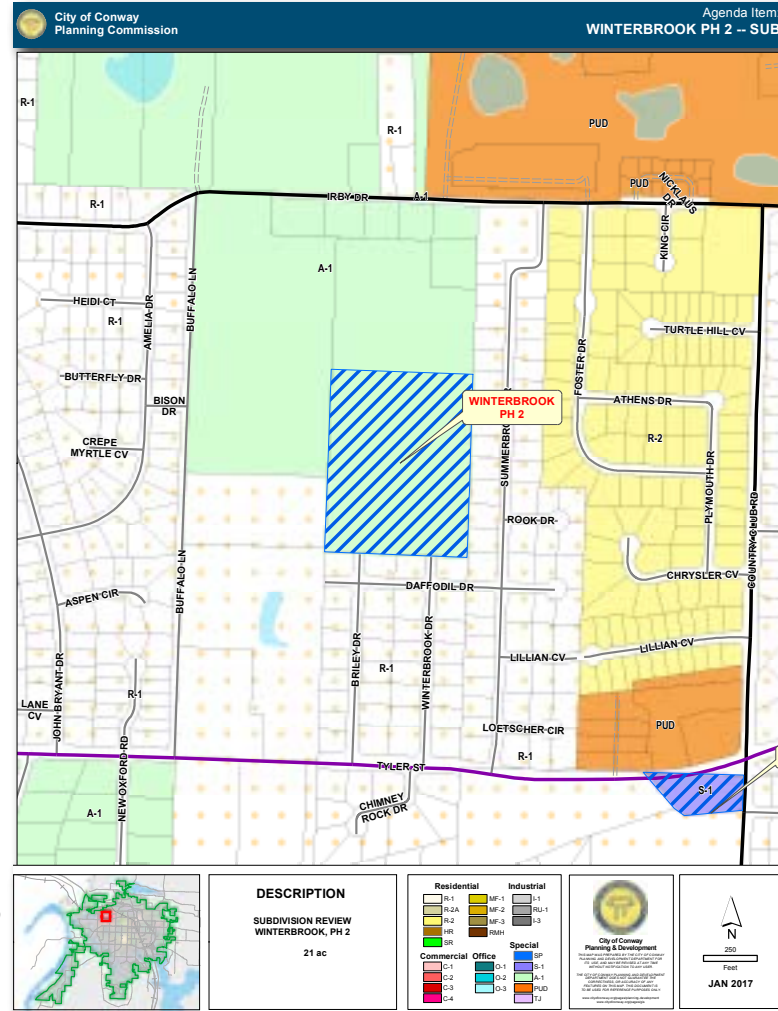 City of Conway
Planning Commission
Agenda Item
WINTERBROOK PH 2 -- SUB
R-1
R-1
PUD
PUD
NICKLAUS
DR
R-1
IRBY DR
A-1
KING CIR
A-1
BUFFALO LN
AMELIA DR
HEIDI CT
R-1
TURTLE HILL CV
FOSTER DR
BUTTERFLY DR
BISON
DR
WINTERBROOK
PH 2
ATHENS DR
R-2
CREPE
MYRTLE CV
PLYMOUTH DR
COUNTRY CLUB RD
ROOK DR
BUFFALO LN
CHRYSLER CV
DAFFODIL DR
ASPEN CIR
BRILEY DR
WINTERBROOK DR
LILLIAN CV
LILLIAN CV
R-1
JOHN BRYANT DR
R-1
LANE
CV
LOETSCHER CIR
PUD
R-1
NEW OXFORD RD
TYLER ST
S-1
A-1
CHIMNEY
ROCK DR
DESCRIPTION
SUBDIVISION REVIEW
WINTERBROOK, PH 2
21 ac
Residential
R-1
R-2A
R-2
HR
SR
MF-1
MF-2
MF-3
RMH
Industrial
I-1
RU-1
I-3
Commercial
C-1
C-2
C-3
C-4
Office
O-1
O-2
O-3
Special
SP
S-1
A-1
PUD
TJ
City of Conway
Planning & Development
N
250
Feet
JAN 2017